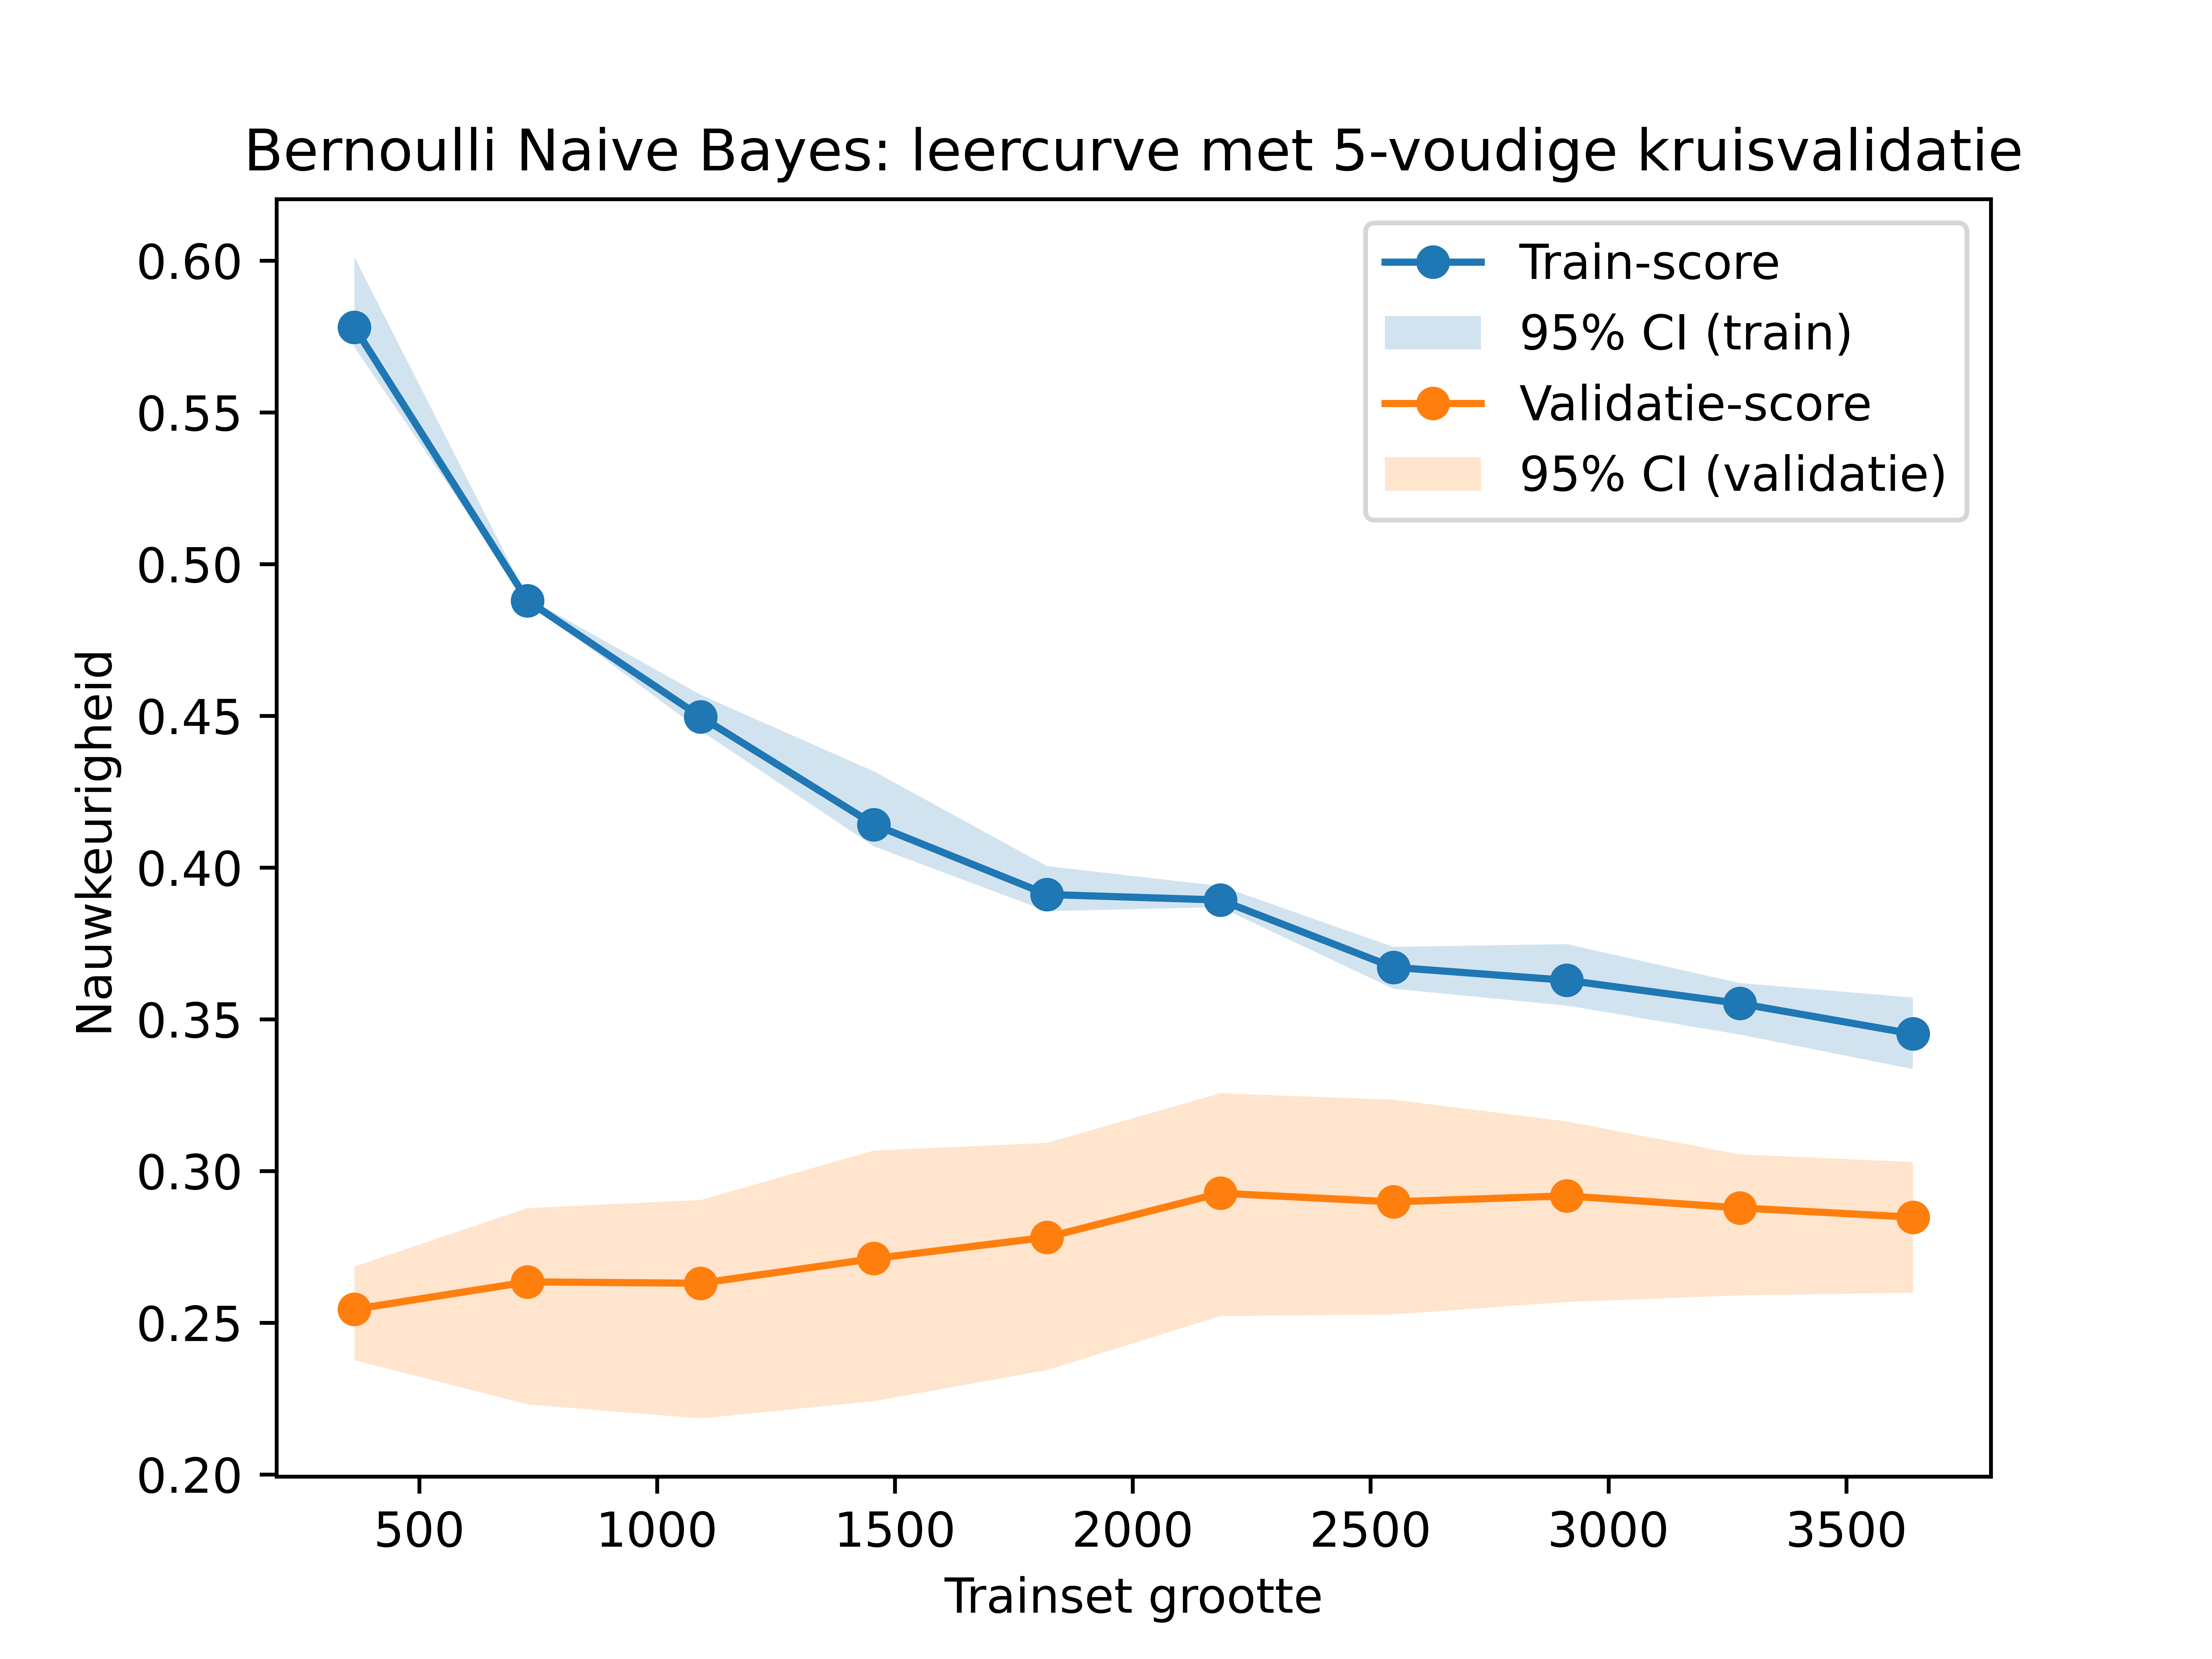 Bernoulli Naive Bayes: leercurve met 5-voudige kruisvalidatie
Train-score
95% CI (train)
Validatie-score
95% CI (validatie)
Nauwkeurigheid
0.60
0.55
0.50
0.45
0.40
0.35
0.30
0.25
0.20
500 1000 1500 2000 2500 3000 3500
Trainset grootte